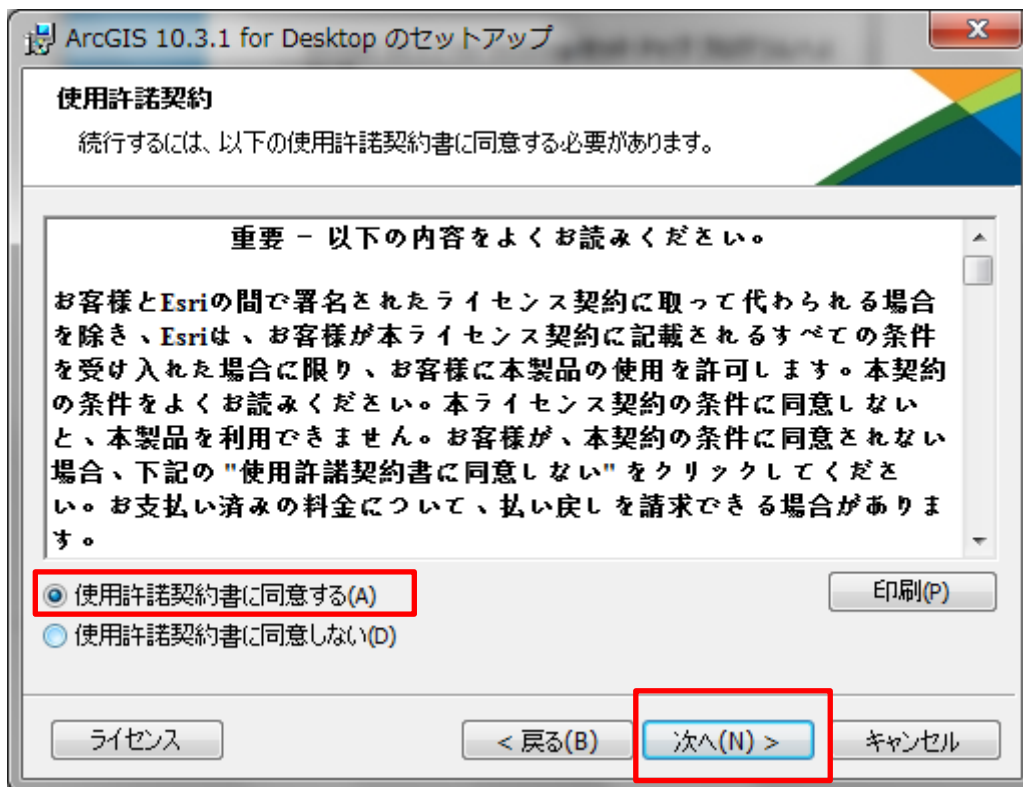 ArcGIS 10.3.1 for Desktop のセットアップ
使用許諾契約
続行するには、以下の使用許諾契約書に同意する必要があります。
重要 - 以下の内容をよくお読みください。
お客様とEsriの間で署名されたライセンス契約に取って代わられる場合
を除き、Esriは、お客様が本ライセンス契約に記載されるすべての条件
を受け入れた場合に限り、お客様に本製品の使用を許可します。本契約
の条件をよくお読みください。本ライセンス契約の条件に同意しない
と、本製品を利用できません。お客様が、本契約の条件に同意されない
場合、下記の "使用許諾契約書に同意しない" をクリックしてくださ
い。お支払い済みの料金について、払い戻しを請求できる場合がありま
す。
使用許諾契約書に同意する(A)
印刷(P)
使用許諾契約書に同意しない(D)
ライセンス
< 戻る(B)
次へ(N) >
キャンセル